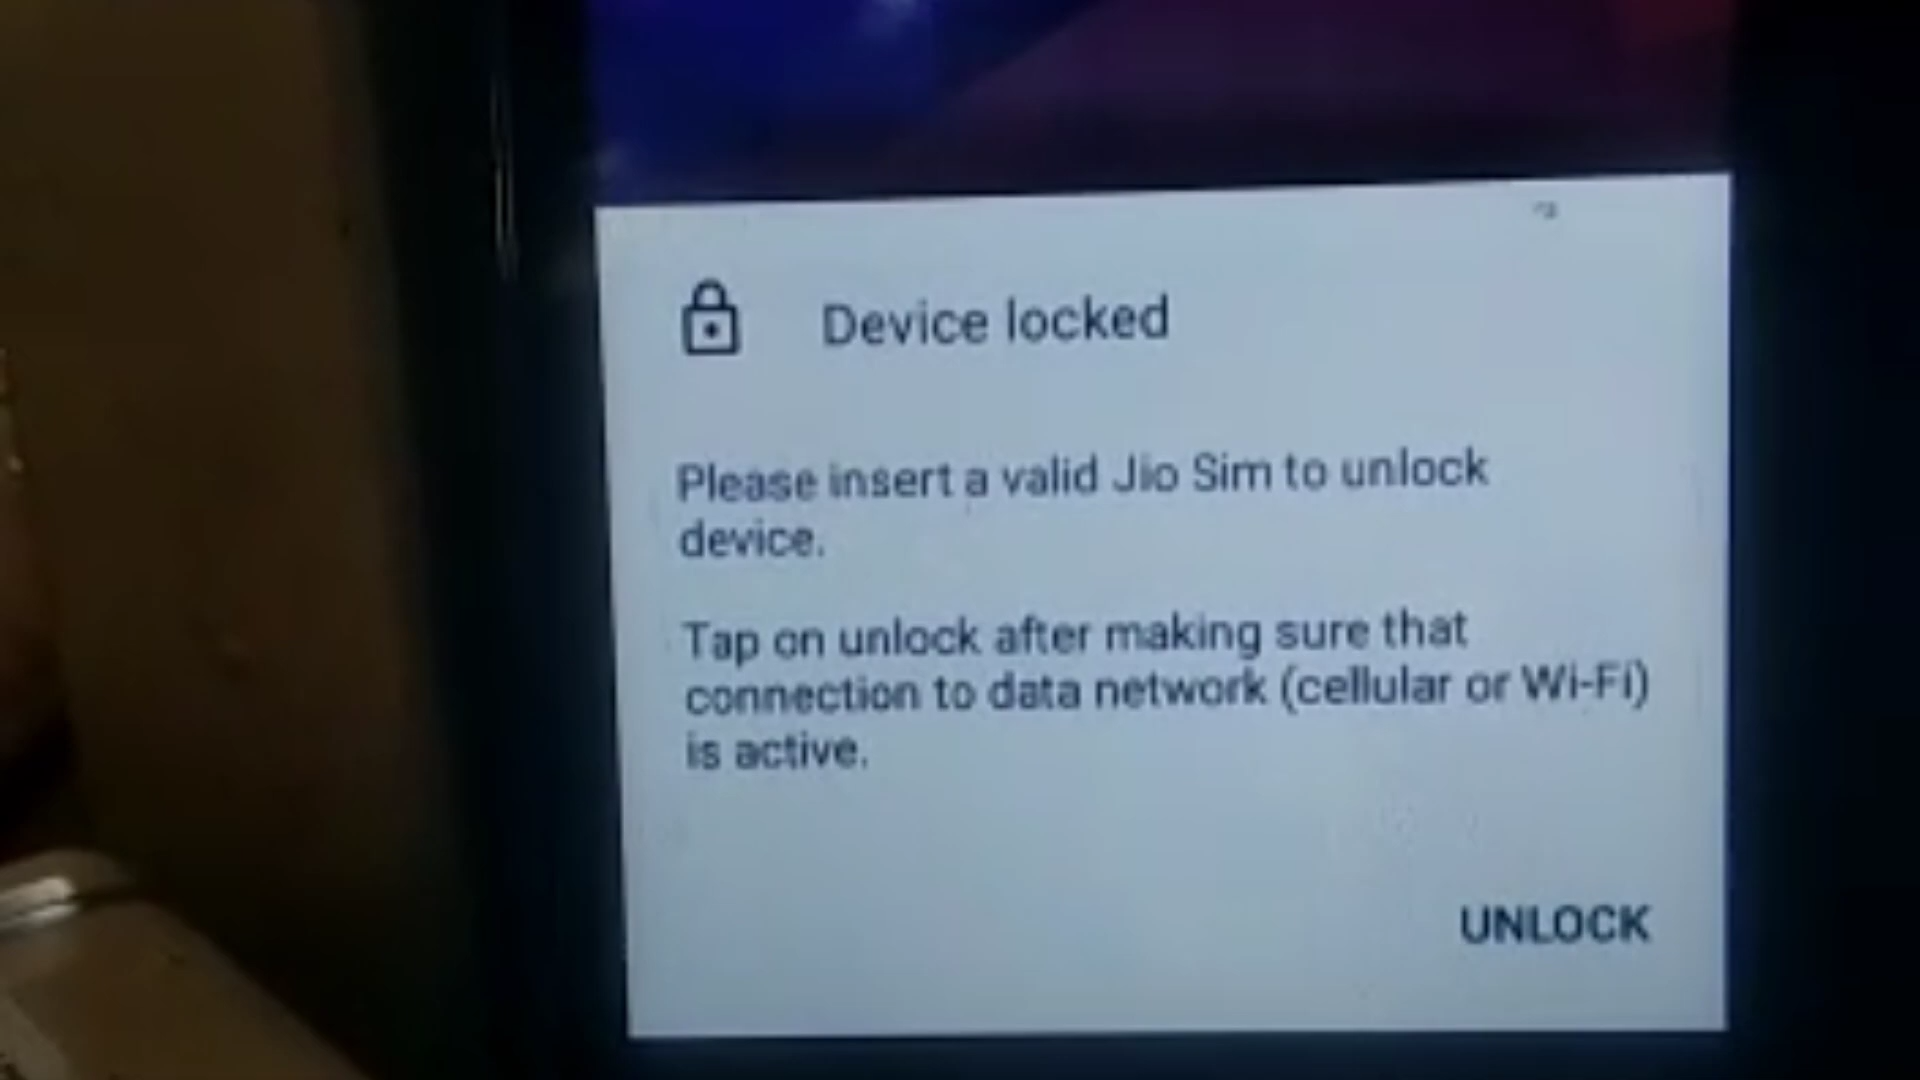 Device locked
Please insert a valid Jio Sim to unlock
device.
Tap on unlock after making sure that
connection to data network (cellular or Wi-Fi)
is active.
UNLOCK